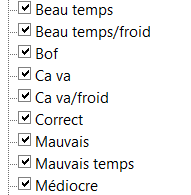 Beau temps
Beau temps/froid
Bof
Ca va
Ca va/froid
Correct
Mauvais
Mauvais temps
Médiocre